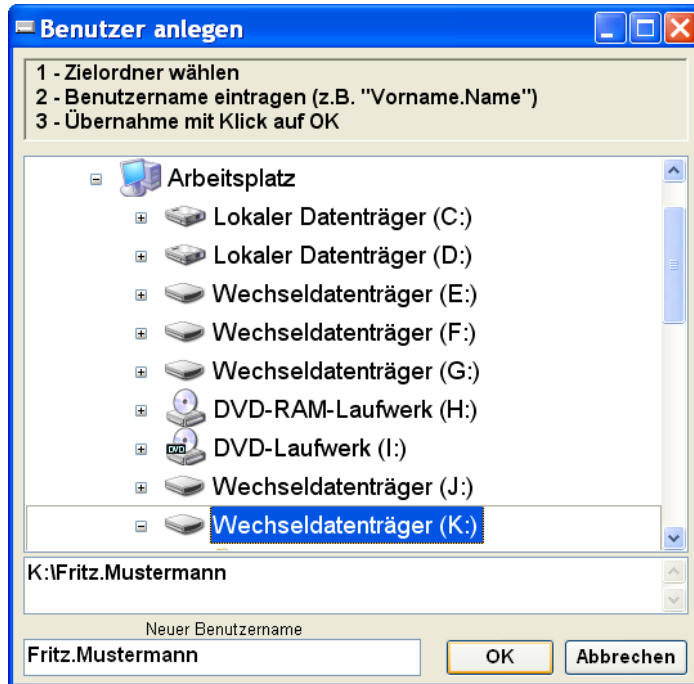 Benutzer anlegen
1 - Zielordner wählen
2 - Benutzername eintragen (z.B. "Vorname.Name")
3 - Übernahme mit Klick auf OK
Arbeitsplatz
Lokaler Datenträger (C:)
Lokaler Datenträger (D:)
Wechseldatenträger (E:)
Wechseldatenträger (F:)
Wechseldatenträger (G:)
DVD-RAM-Laufwerk (H:)
DVD-Laufwerk (I:)
Wechseldatenträger (J:)
Wechseldatenträger (K:)
K:\Fritz.Mustermann
Neuer Benutzername
Fritz.Mustermann
OK
Abbrechen